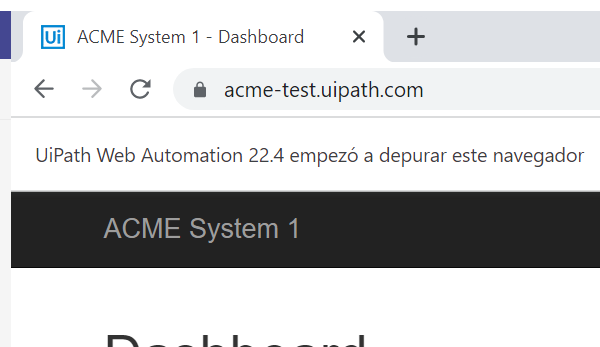 Ui ACME System 1 - Dashboard
acme-test.uipath.com
UiPath Web Automation 22.4 empezó a depurar este navegador
ACME System 1
Dashboard